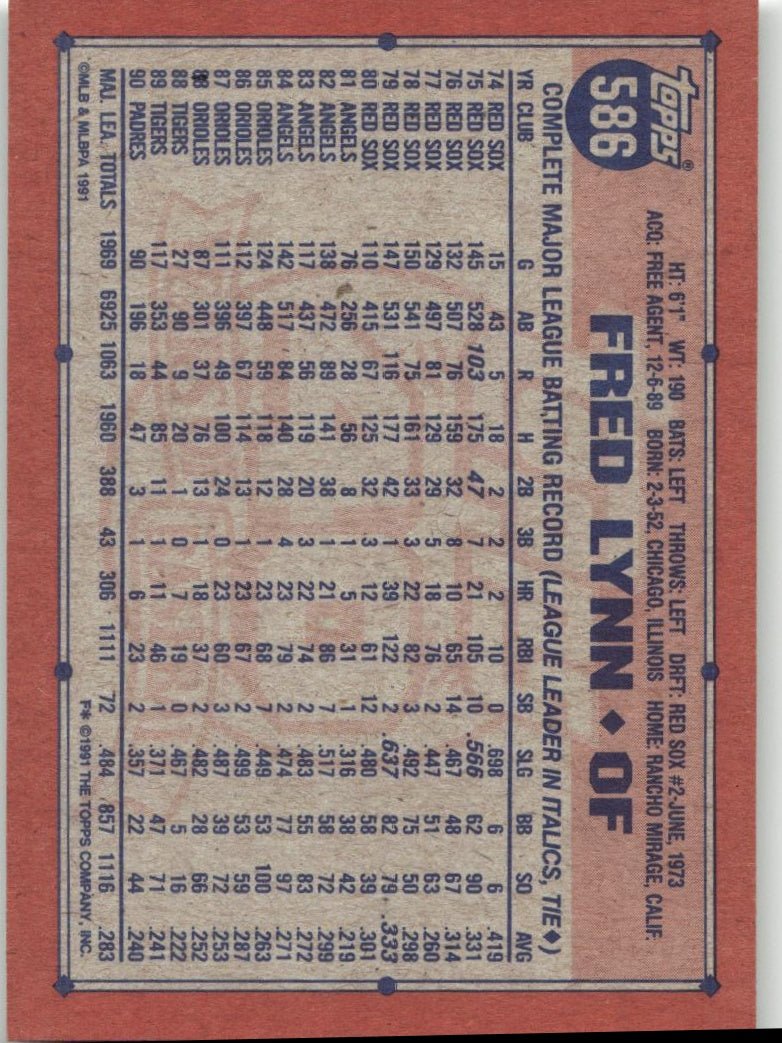 topps®
586
HT: 6'1" WT: 190 BATS: LEFT THROWS: LEFT DRFT: RED SOX #2-JUNE, 1973
ACQ: FREE AGENT, 12-6-89 BORN: 2-3-52, CHICAGO, ILLINOIS HOME: RANCHO MIRAGE, CALIF.
FRED LYNN ♦ OF
COMPLETE MAJOR LEAGUE BATTING RECORD (LEAGUE LEADER IN ITALICS, TIE♦)
YR CLUB G AB R H 2B 3B HR RBI SB SLG BB SO AVG
74 RED SOX 15 43 5 18 2 2 2 10 0 .698 6 6 .419
75 RED SOX 145 528 103 175 47 7 21 105 10 .566 62 90 .331
76 RED SOX 132 507 76 159 32 8 10 65 14 .467 48 67 .314
77 RED SOX 129 497 81 129 29 5 18 76 2 .447 51 63 .260
78 RED SOX 150 541 75 161 33 3 22 82 3 .492 75 50 .298
79 RED SOX 147 531 116 177 42 1 39 122 2 .637 82 79 .333
80 RED SOX 110 415 67 125 32 3 12 61 12 .480 58 39 .301
81 ANGELS 76 256 28 56 8 1 5 31 1 .316 38 42 .219
82 ANGELS 138 472 89 141 38 1 21 86 7 .517 58 72 .299
83 ANGELS 117 437 56 119 20 3 22 74 2 .483 55 83 .272
84 ANGELS 142 517 84 140 28 4 23 79 2 .474 77 97 .271
85 ORIOLES 124 448 59 118 12 1 23 68 7 .449 53 100 .263
86 ORIOLES 112 397 67 114 13 1 23 67 2 .499 53 59 .287
87 ORIOLES 111 396 49 100 24 0 23 60 3 .487 39 72 .253
88 ORIOLES 87 301 37 76 13 1 18 37 2 .482 28 66 .252
88 TIGERS 27 90 9 20 1 0 7 19 0 .467 5 16 .222
89 TIGERS 117 353 44 85 11 1 11 46 1 .371 47 71 .241
90 PADRES 90 196 18 47 3 1 6 23 2 .357 22 44 .240
MAJ. LEA. TOTALS 1969 6925 1063 1960 388 43 306 1111 72 .484 857 1116 .283
©MLB & MLBPA 1991 F* ©1991 THE TOPPS COMPANY, INC.